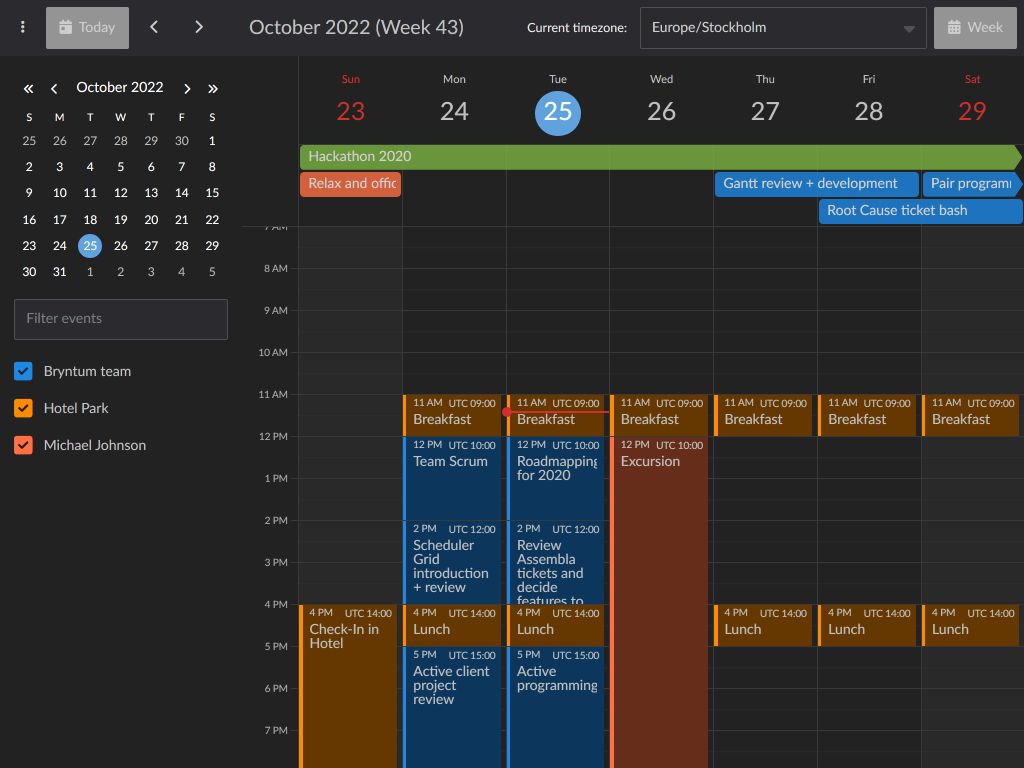 Today
October 2022 (Week 43)
Current timezone:
Europe/Stockholm
Week
October 2022
S M T W T F S
25 26 27 28 29 30 1
2 3 4 5 6 7 8
9 10 11 12 13 14 15
16 17 18 19 20 21 22
23 24 25 26 27 28 29
30 31 1 2 3 4 5
Filter events
Bryntum team
Hotel Park
Michael Johnson
Sun Mon Tue Wed Thu Fri Sat
23 24 25 26 27 28 29
Hackathon 2020
Relax and offic
Gantt review + development
Pair program
Root Cause ticket bash
7 AM
8 AM
9 AM
10 AM
11 AM
12 PM
1 PM
2 PM
3 PM
4 PM
5 PM
6 PM
7 PM
4 PM UTC 14:00
Check-In in
Hotel
11 AM UTC 09:00
Breakfast
12 PM UTC 10:00
Team Scrum
2 PM UTC 12:00
Scheduler
Grid
introduction
+ review
4 PM UTC 14:00
Lunch
5 PM UTC 15:00
Active client
project
review
11 AM UTC 09:00
Breakfast
12 PM UTC 10:00
Roadmapping
for 2020
2 PM UTC 12:00
Review
Assembla
tickets and
decide
features to
4 PM UTC 14:00
Lunch
5 PM UTC 15:00
Active
programming
11 AM UTC 09:00
Breakfast
12 PM UTC 10:00
Excursion
11 AM UTC 09:00
Breakfast
4 PM UTC 14:00
Lunch
11 AM UTC 09:00
Breakfast
4 PM UTC 14:00
Lunch
11 AM UTC 09:00
Breakfast
4 PM UTC 14:00
Lunch